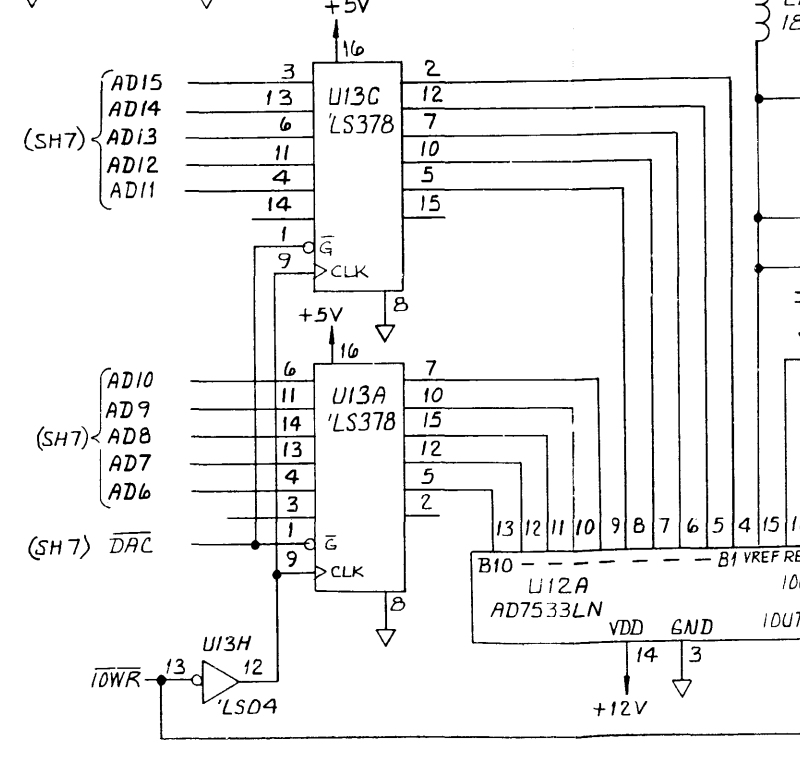 +5V
16
18
AD15 3 U13C 2
AD14 13 'LS378 12
(SH7) AD13 6 7
AD12 11 10
AD11 4 5
14 15
1 G̅
9 CLK
8
+5V
16
AD10 6 U13A 7
AD9 11 'LS378 10
(SH7) AD8 14 15
AD7 13 12
AD6 4 5
3 2
(SH7) D̅A̅C̅ 1 G̅
9 CLK
8
13 12 11 10 9 8 7 6 5 4 15
B10 B1 VREF RE
U12A
AD7533LN
IOUT
VDD GND
14 3
+12V
U13H
I̅O̅W̅R̅ 13 12
'LS04